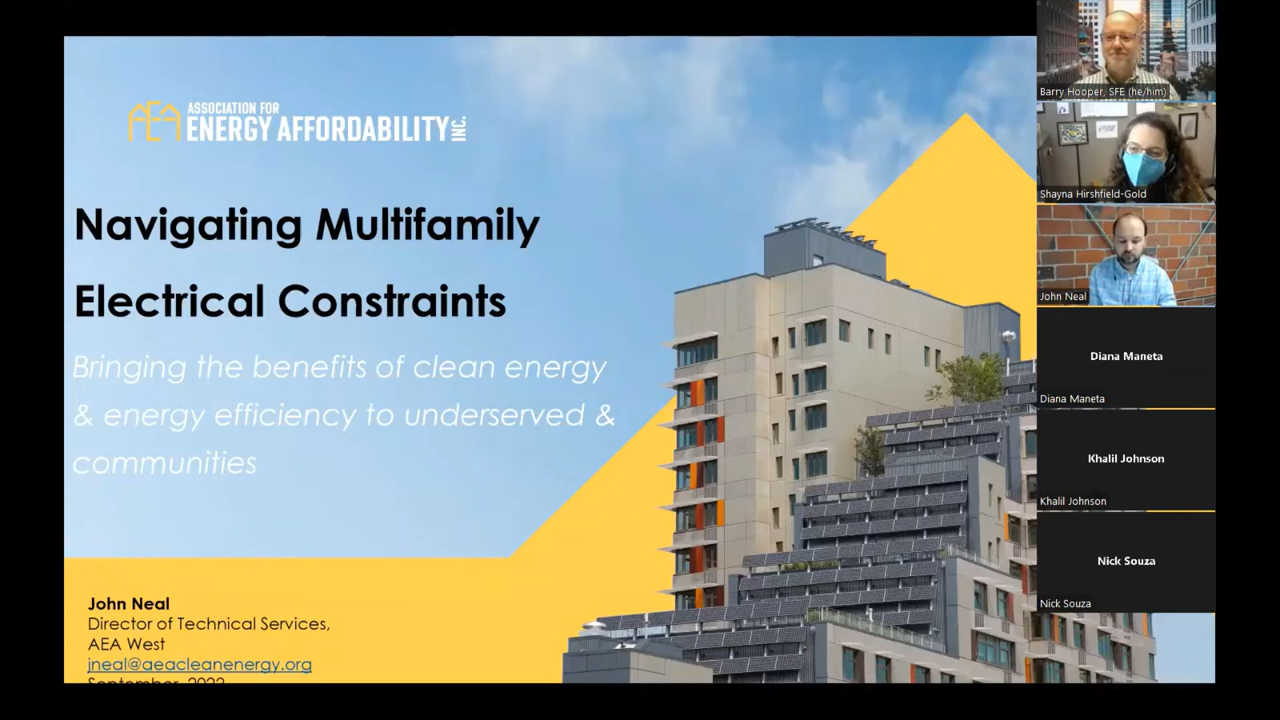 ASSOCIATION FOR
ENERGY AFFORDABILITY INC.
Navigating Multifamily
Electrical Constraints
Bringing the benefits of clean energy
& energy efficiency to underserved &
communities
John Neal
Director of Technical Services,
AEA West
jneal@aeacleanenergy.org
September, 2022
Barry Hooper, SFE (he/him)
Shayna Hirshfield-Gold
John Neal
Diana Maneta
Diana Maneta
Khalil Johnson
Khalil Johnson
Nick Souza
Nick Souza